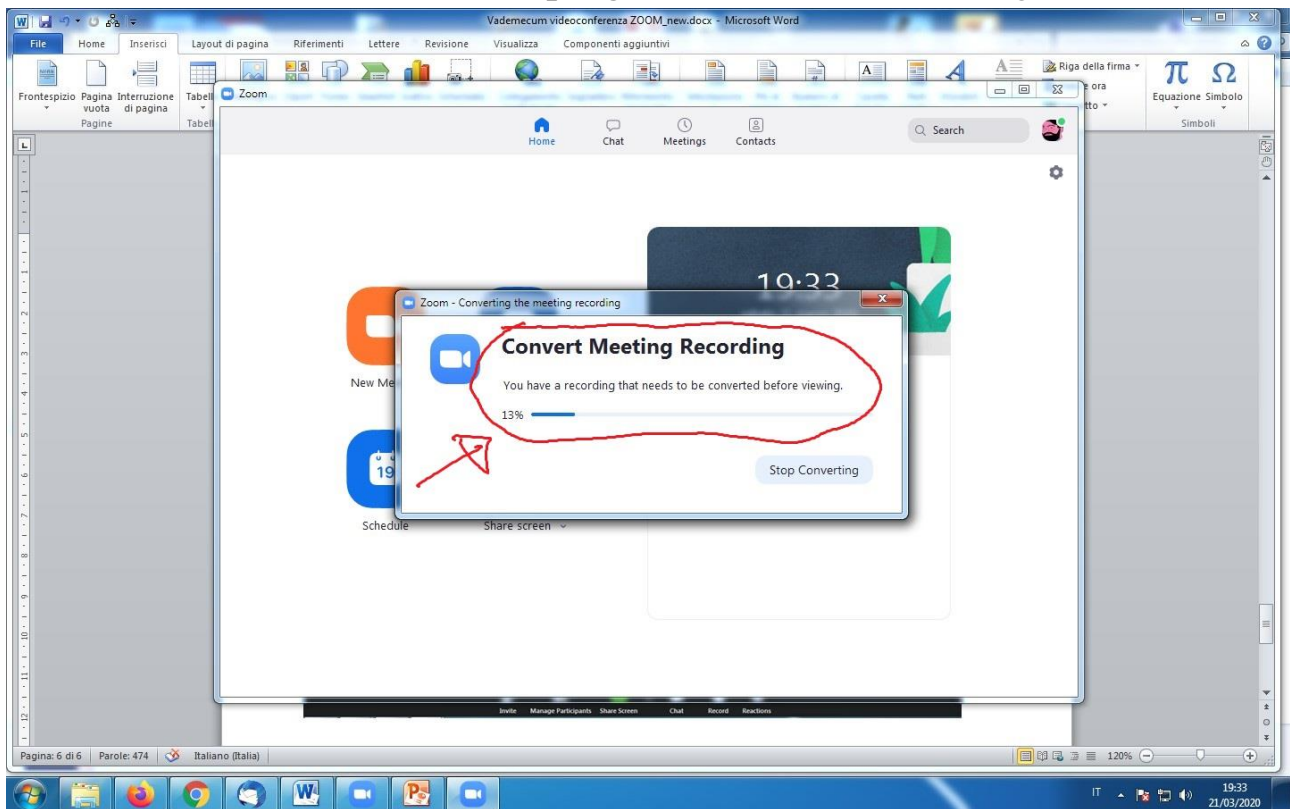 Vademecum videoconferenza ZOOM_new.docx - Microsoft Word
File Home Inserisci Layout di pagina Riferimenti Lettere Revisione Visualizza Componenti aggiuntivi
Frontespizio Pagina vuota Interruzione di pagina
Pagine
Riga della firma
Equazione Simbolo
Simboli
Zoom
Home Chat Meetings Contacts
Search
19:33
Zoom - Converting the meeting recording
Convert Meeting Recording
You have a recording that needs to be converted before viewing.
13%
Stop Converting
19
Schedule Share screen
Invite Manage Participants Share Screen Chat Record Reactions
Pagina: 6 di 6 Parole: 474 Italiano (Italia) 120%
IT 19:33
21/03/2020